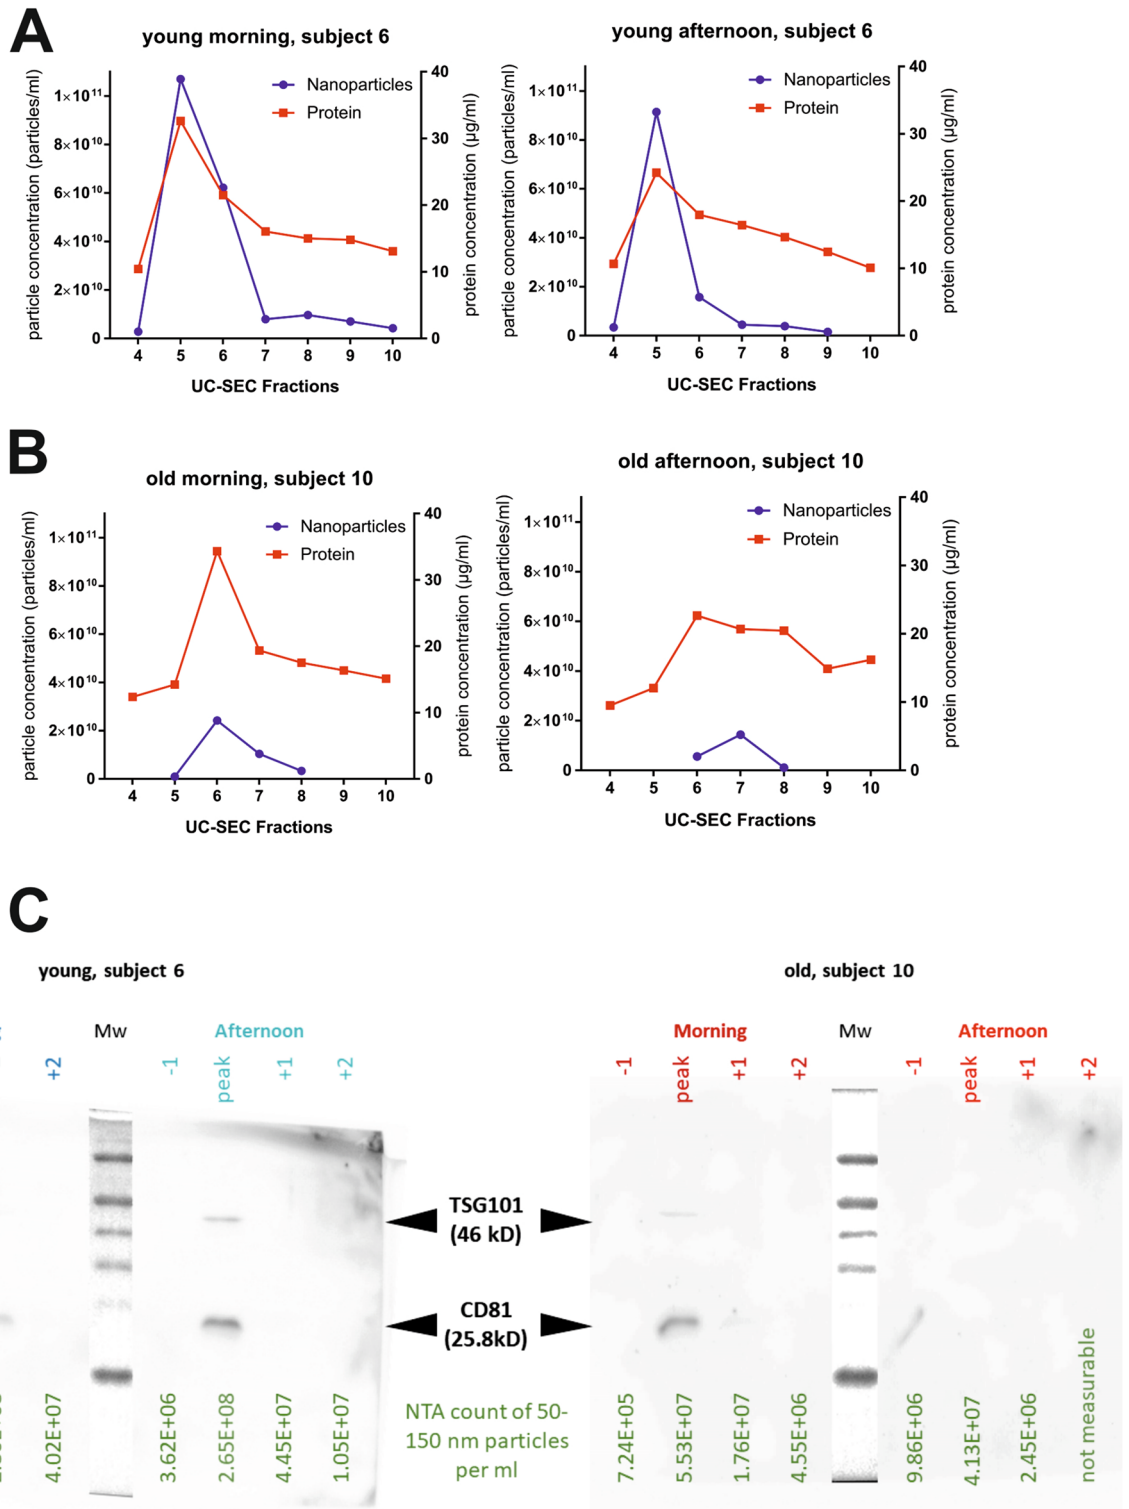 A
young morning, subject 6
particle concentration (particles/ml)
1×10¹¹
8×10¹⁰
6×10¹⁰
4×10¹⁰
2×10¹⁰
0
Nanoparticles
Protein
40
30
20
10
0
protein concentration (µg/ml)
4 5 6 7 8 9 10
UC-SEC Fractions
young afternoon, subject 6
particle concentration (particles/ml)
1×10¹¹
8×10¹⁰
6×10¹⁰
4×10¹⁰
2×10¹⁰
0
Nanoparticles
Protein
40
30
20
10
0
protein concentration (µg/ml)
4 5 6 7 8 9 10
UC-SEC Fractions
B
old morning, subject 10
particle concentration (particles/ml)
1×10¹¹
8×10¹⁰
6×10¹⁰
4×10¹⁰
2×10¹⁰
0
Nanoparticles
Protein
40
30
20
10
0
protein concentration (µg/ml)
4 5 6 7 8 9 10
UC-SEC Fractions
old afternoon, subject 10
particle concentration (particles/ml)
1×10¹¹
8×10¹⁰
6×10¹⁰
4×10¹⁰
2×10¹⁰
0
Nanoparticles
Protein
40
30
20
10
0
protein concentration (µg/ml)
4 5 6 7 8 9 10
UC-SEC Fractions
C
young, subject 6
Mw
Afternoon
+2
-1
peak
+1
+2
4.02E+07
3.62E+06
2.65E+08
4.45E+07
1.05E+07
TSG101
(46 kD)
CD81
(25.8kD)
NTA count of 50-
150 nm particles
per ml
old, subject 10
Morning
Mw
Afternoon
-1
peak
+1
+2
-1
peak
+1
+2
7.24E+05
5.53E+07
1.76E+07
4.55E+06
9.86E+06
4.13E+07
2.45E+06
not measurable